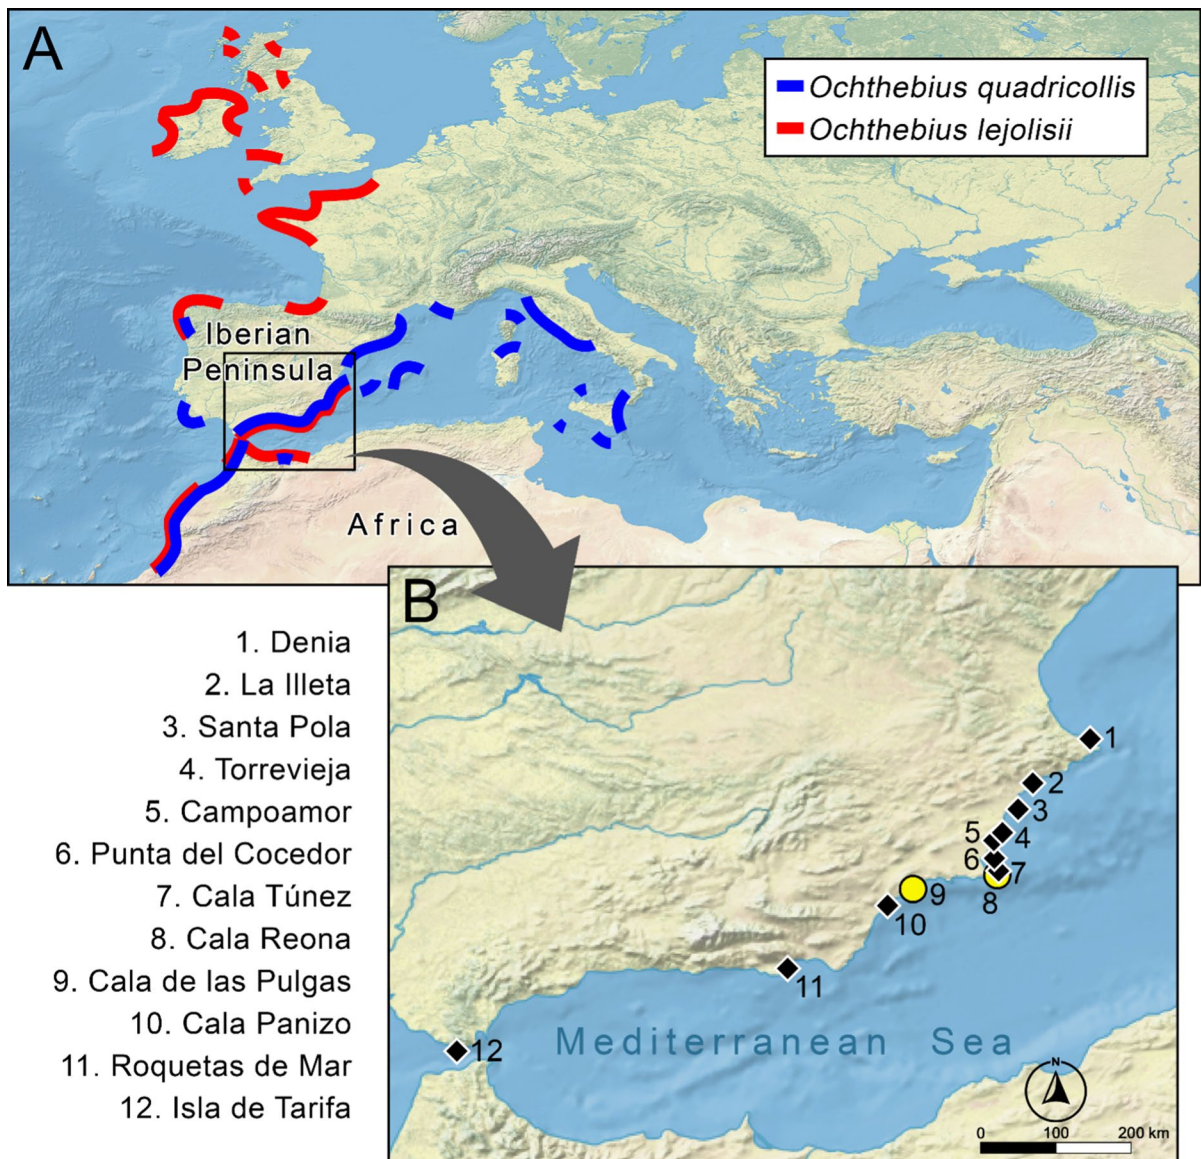 A
Ochthebius quadricollis
Ochthebius lejolisii
Iberian
Peninsula
Africa
B
1. Denia
2. La Illeta
3. Santa Pola
4. Torrevieja
5. Campoamor
6. Punta del Cocedor
7. Cala Túnez
8. Cala Reona
9. Cala de las Pulgas
10. Cala Panizo
11. Roquetas de Mar
12. Isla de Tarifa
1
2
3
4
5
6
7
8
9
10
11
12
Mediterranean Sea
N
0 100 200 km